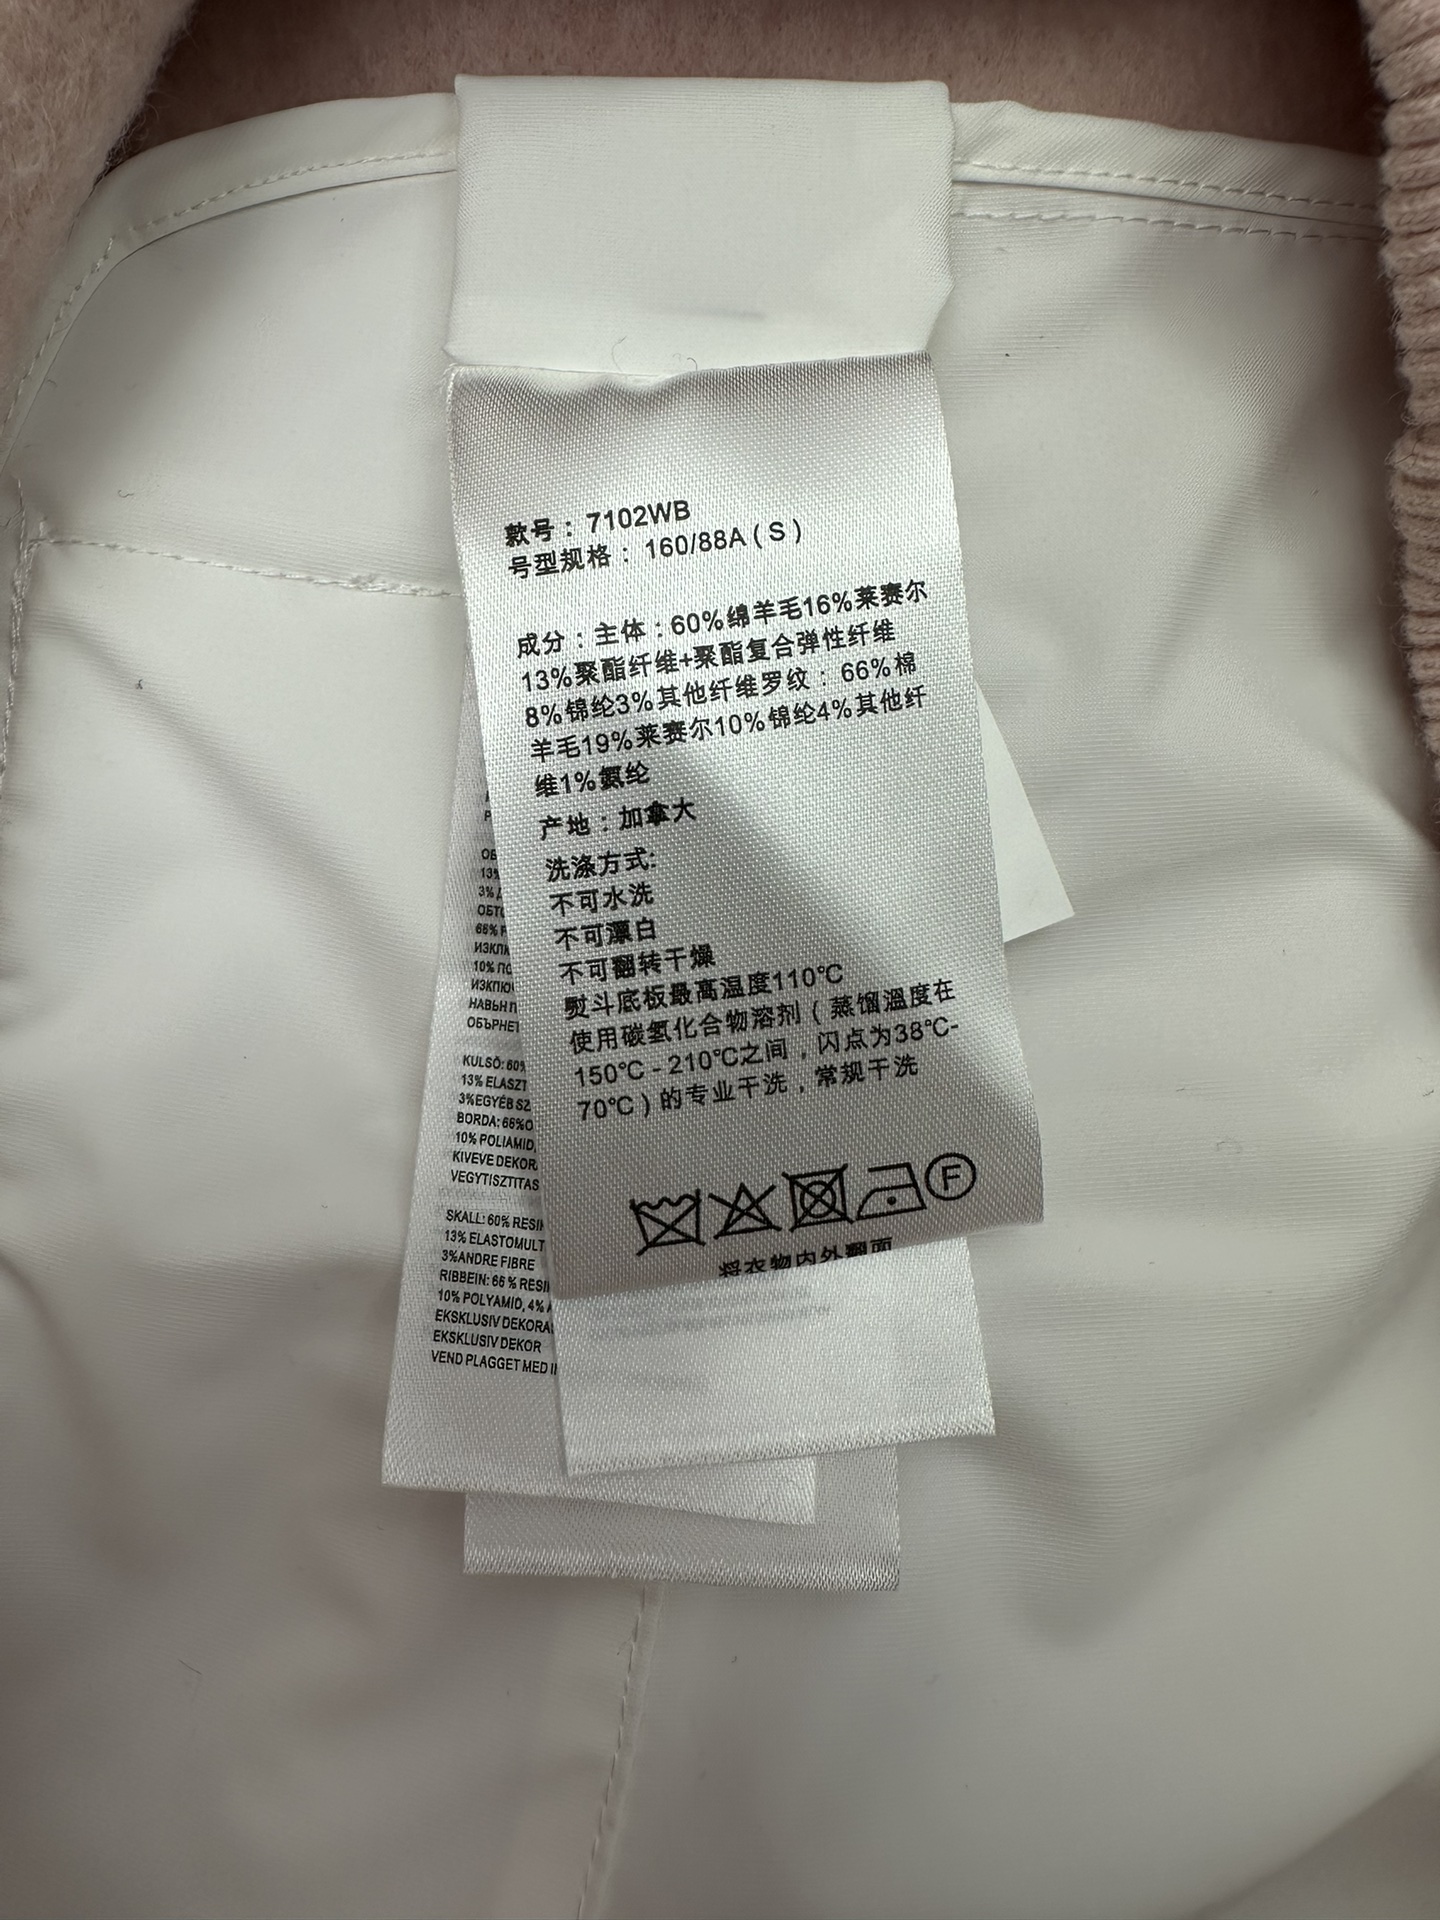 款号：7102WB
号型规格：160/88A（S）
成分：主体：60%绵羊毛16%莱赛尔
13%聚酯纤维+聚酯复合弹性纤维
8%锦纶3%其他纤维罗纹：66%棉
羊毛19%莱赛尔10%锦纶4%其他纤
维1%氨纶
产地：加拿大
洗涤方式:
不可水洗
不可漂白
不可翻转干燥
熨斗底板最高温度110℃
使用碳氢化合物溶剂（蒸馏温度在
150℃-210℃之间，闪点为38℃-
70℃）的专业干洗，常规干洗
F
将衣物内外翻面
13%
3%
66%
10%
KULSŐ: 60%
13% ELASZT
3%EGYÉB SZ
BORDA: 66%
10% POLIAMID,
KIVEVE DEKOR
VEGYTISZTITAS
SKALL: 60% RESI
13% ELASTOMULT
3%ANDRE FIBRE
RIBBEIN: 66 % RESI
10% POLYAMID, 4%
EKSKLUSIV DEKORA
EKSKLUSIV DEKOR
VEND PLAGGET MED